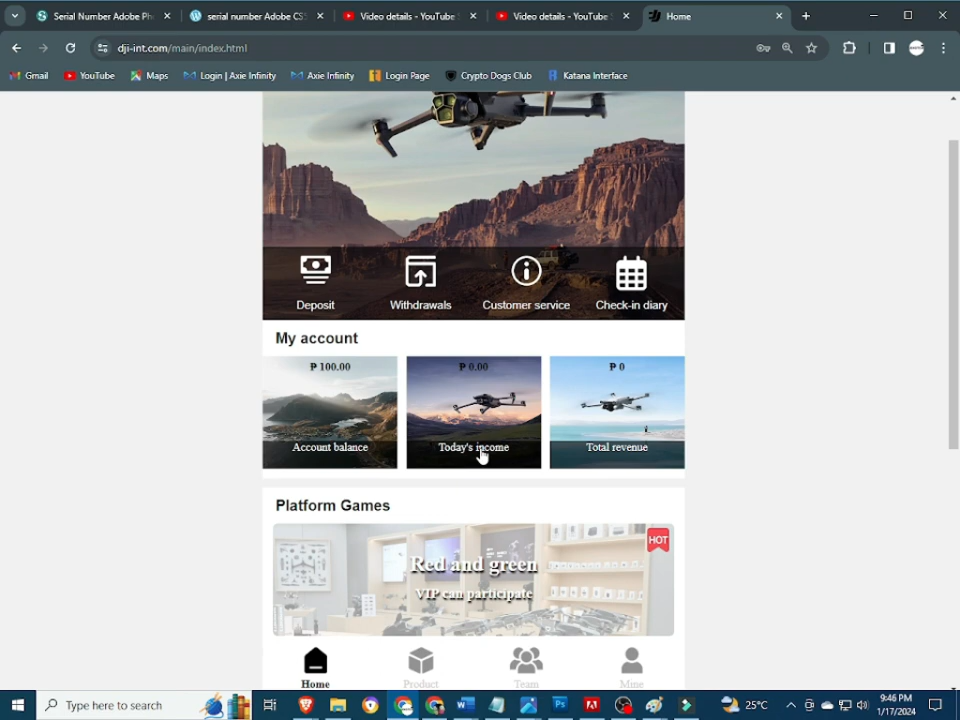 Serial Number Adobe Ph
serial number Adobe CS
Video details - YouTube
Video details - YouTube
Home
dji-int.com/main/index.html
Gmail
YouTube
Maps
Login | Axie Infinity
Axie Infinity
Login Page
Crypto Dogs Club
Katana Interface
Deposit
Withdrawals
Customer service
Check-in diary
My account
₱ 100.00
₱ 0.00
₱ 0
Account balance
Today's income
Total revenue
Platform Games
HOT
Red and green
VIP can participate
Home
Product
Team
Mine
Type here to search
25°C
9:46 PM
1/17/2024